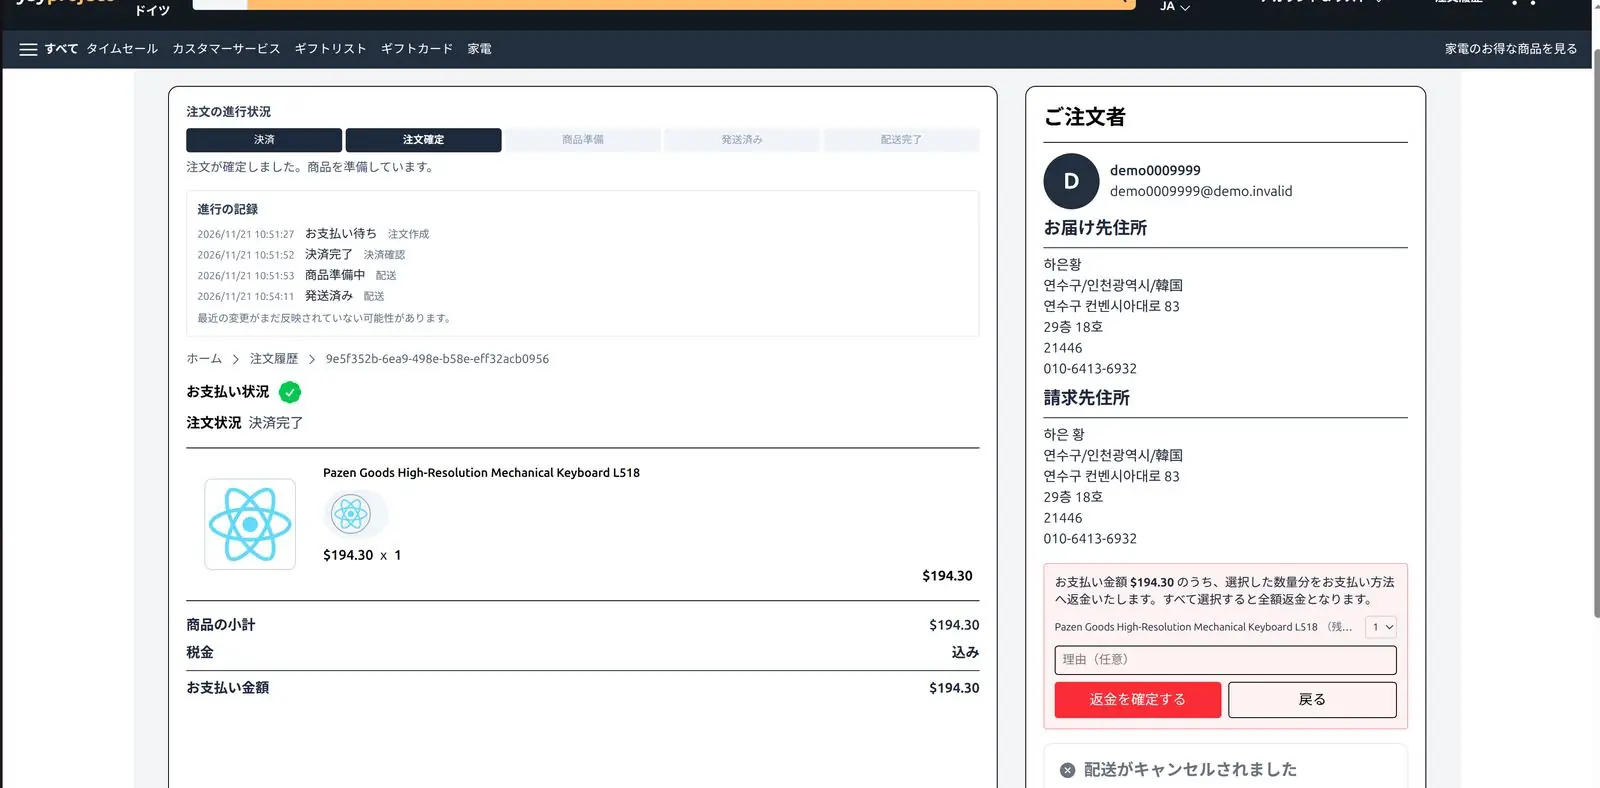 ドイツ
JA
すべて タイムセール カスタマーサービス ギフトリスト ギフトカード 家電
家電のお得な商品を見る
注文の進行状況
決済 注文確定 商品準備 発送済み 配送完了
注文が確定しました。商品を準備しています。
進行の記録
2026/11/21 10:51:27 お支払い待ち 注文作成
2026/11/21 10:51:52 決済完了 決済確認
2026/11/21 10:51:53 商品準備中 配送
2026/11/21 10:54:11 発送済み 配送
最近の変更がまだ反映されていない可能性があります。
ホーム > 注文履歴 > 9e5f352b-6ea9-498e-b58e-eff32acb0956
お支払い状況
注文状況 決済完了
Pazen Goods High-Resolution Mechanical Keyboard L518
$194.30 x 1
$194.30
商品の小計 $194.30
税金 込み
お支払い金額 $194.30
ご注文者
D
demo0009999
demo0009999@demo.invalid
お届け先住所
하은황
연수구/인천광역시/韓国
연수구 컨벤시아대로 83
29층 18호
21446
010-6413-6932
請求先住所
하은 황
연수구/인천광역시/韓国
연수구 컨벤시아대로 83
29층 18호
21446
010-6413-6932
お支払い金額 $194.30 のうち、選択した数量分をお支払い方法
へ返金いたします。すべて選択すると全額返金となります。
Pazen Goods High-Resolution Mechanical Keyboard L518 （残... 1
理由（任意）
返金を確定する 戻る
配送がキャンセルされました